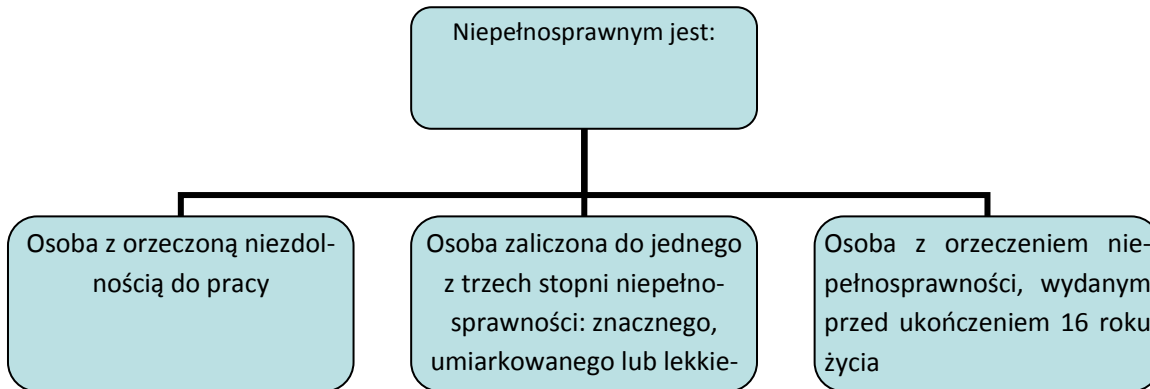 Niepełnosprawnym jest:
Osoba z orzeczoną niezdol-
nością do pracy
Osoba zaliczona do jednego
z trzech stopni niepełno-
sprawności: znacznego,
umiarkowanego lub lekkie-
Osoba z orzeczeniem nie-
pełnosprawności, wydanym
przed ukończeniem 16 roku
życia